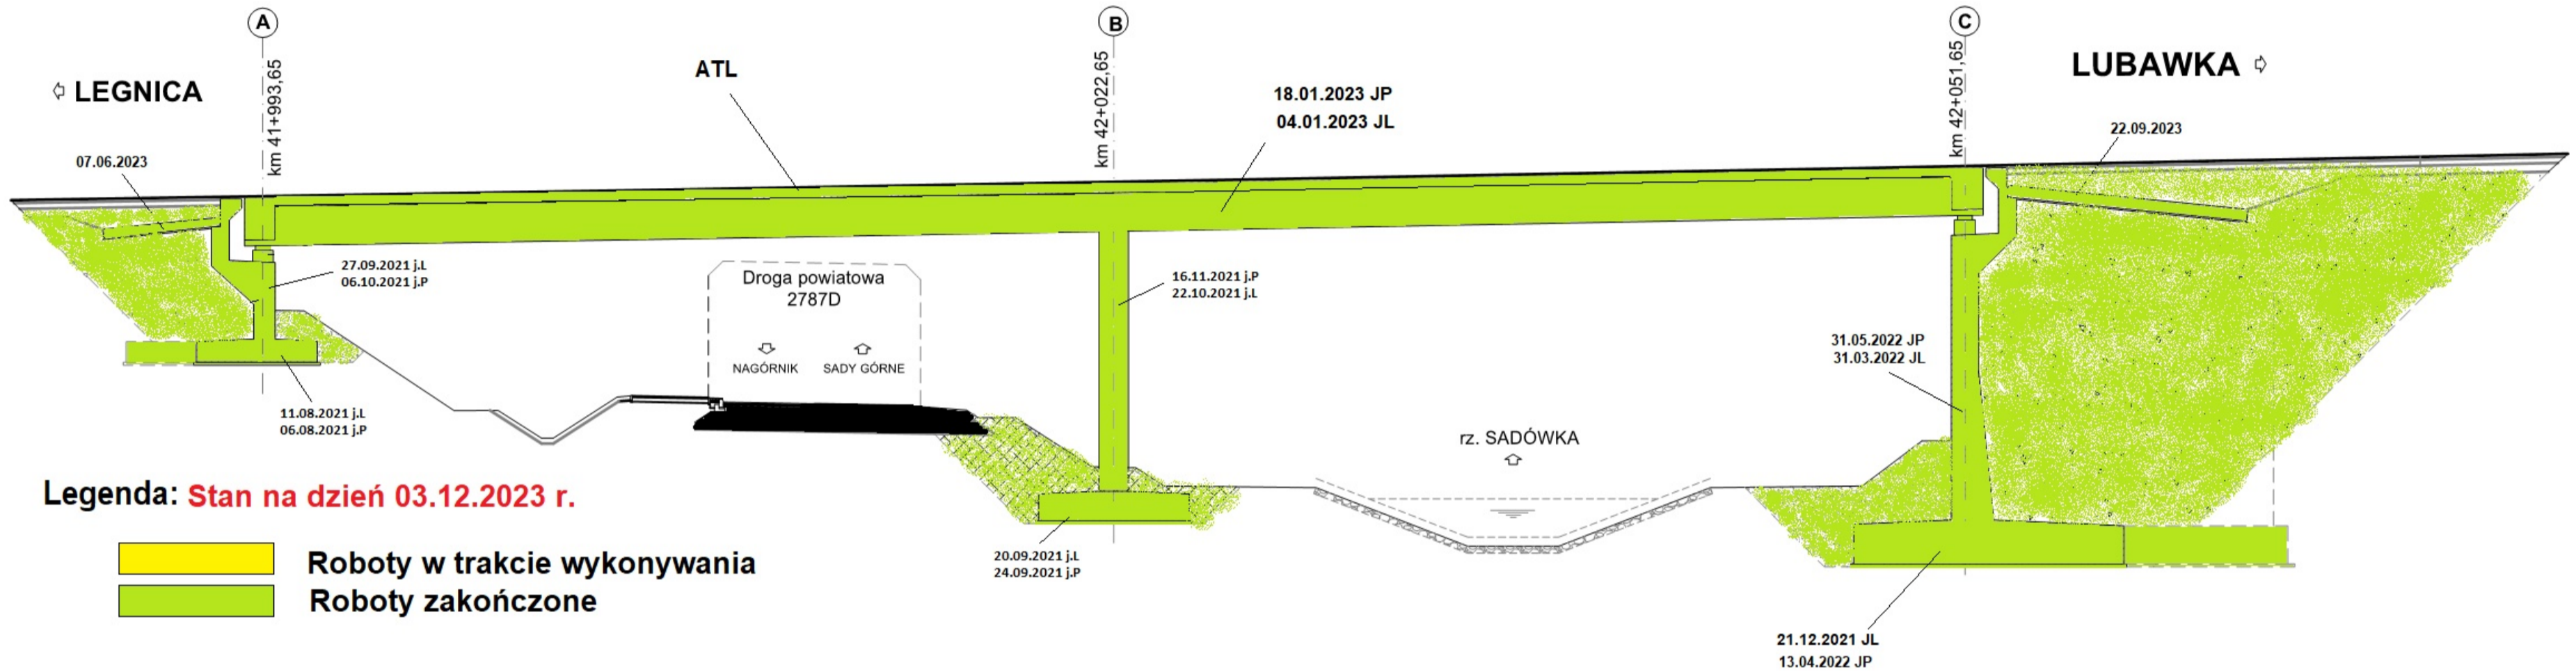 A
B
C
km 41+993,65
km 42+022,65
km 42+051,65
LEGNICA
ATL
LUBAWKA
18.01.2023 JP
04.01.2023 JL
07.06.2023
22.09.2023
27.09.2021 j.L
06.10.2021 j.P
Droga powiatowa
2787D
NAGÓRNIK
SADY GÓRNE
16.11.2021 j.P
22.10.2021 j.L
31.05.2022 JP
31.03.2022 JL
11.08.2021 j.L
06.08.2021 j.P
rz. SADÓWKA
Legenda: Stan na dzień 03.12.2023 r.
Roboty w trakcie wykonywania
Roboty zakończone
20.09.2021 j.L
24.09.2021 j.P
21.12.2021 JL
13.04.2022 JP